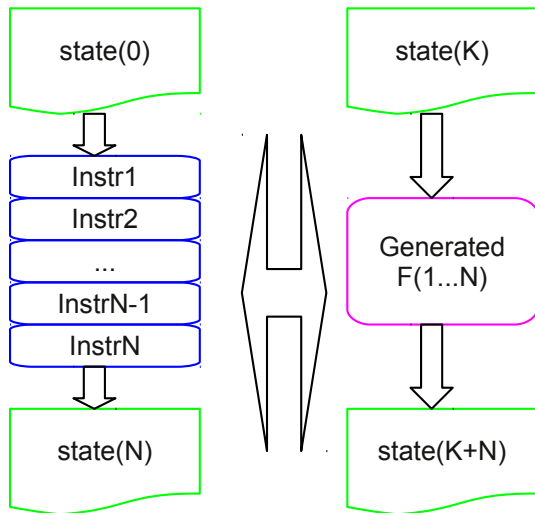 state(0)
Instr1
Instr2
...
InstrN-1
InstrN
state(N)
state(K)
Generated
F(1...N)
state(K+N)